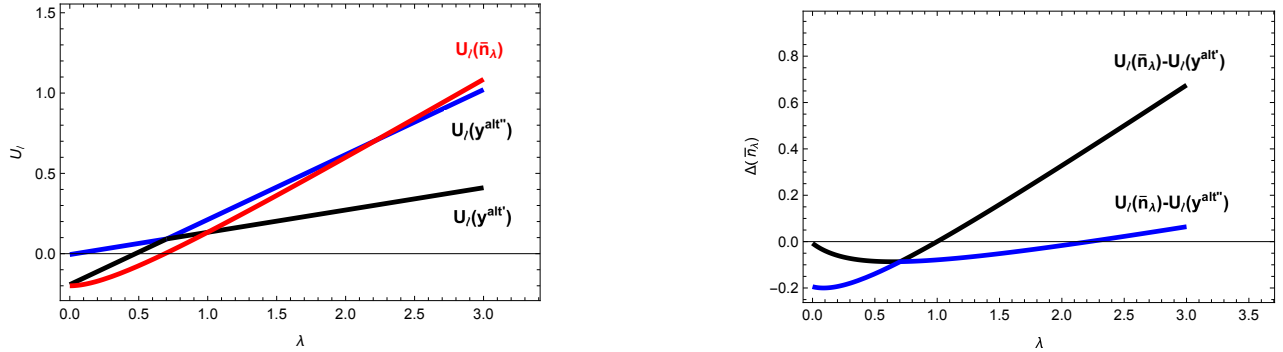 1.5
1.0
0.5
0.0
U_l
U_l(n̄_λ)
U_l(y^alt'')
U_l(y^alt')
0.0 0.5 1.0 1.5 2.0 2.5 3.0
λ
0.8
0.6
0.4
0.2
0.0
-0.2
Δ(n̄_λ)
U_l(n̄_λ)-U_l(y^alt')
U_l(n̄_λ)-U_l(y^alt'')
0.0 0.5 1.0 1.5 2.0 2.5 3.0 3.5
λ